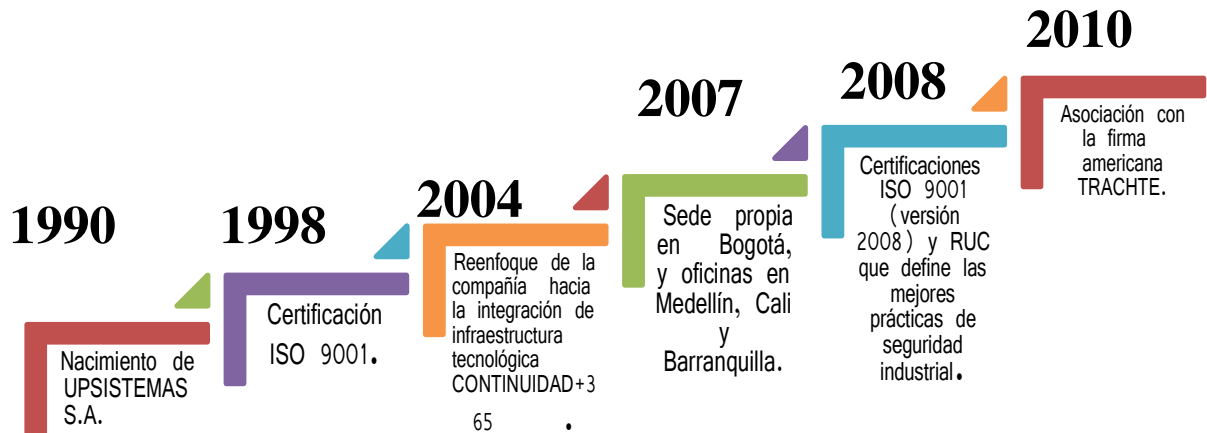 1990
Nacimiento de
UPSISTEMAS
S.A.
1998
Certificación
ISO 9001.
2004
Reenfoque de la
compañía hacia
la integración de
infraestructura
tecnológica
CONTINUIDAD+3
65 .
2007
Sede propia
en Bogotá,
y oficinas en
Medellín, Cali
y
Barranquilla.
2008
Certificaciones
ISO 9001
(versión
2008) y RUC
que define las
mejores
prácticas de
seguridad
industrial.
2010
Asociación con
la firma
americana
TRACHTE.